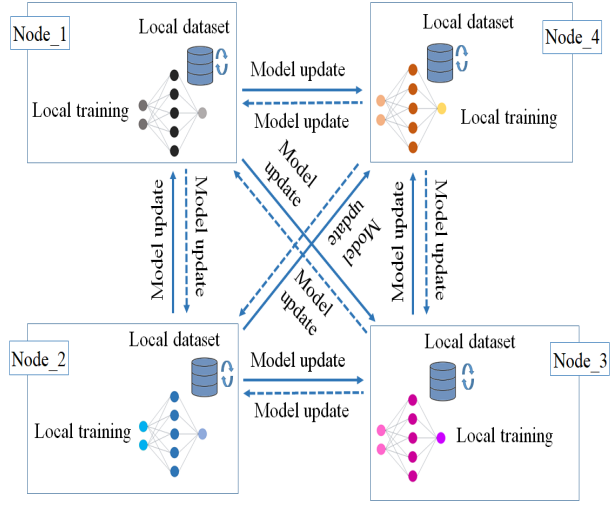 Node_1
Local dataset
Local training
Local dataset
Node_4
Local training
Model update
Model update
Model update
Model update
Model
update
Model
update
Model update
Model update
Model
update
Node_2
Local dataset
Local training
Model update
Model update
Local dataset
Node_3
Local training